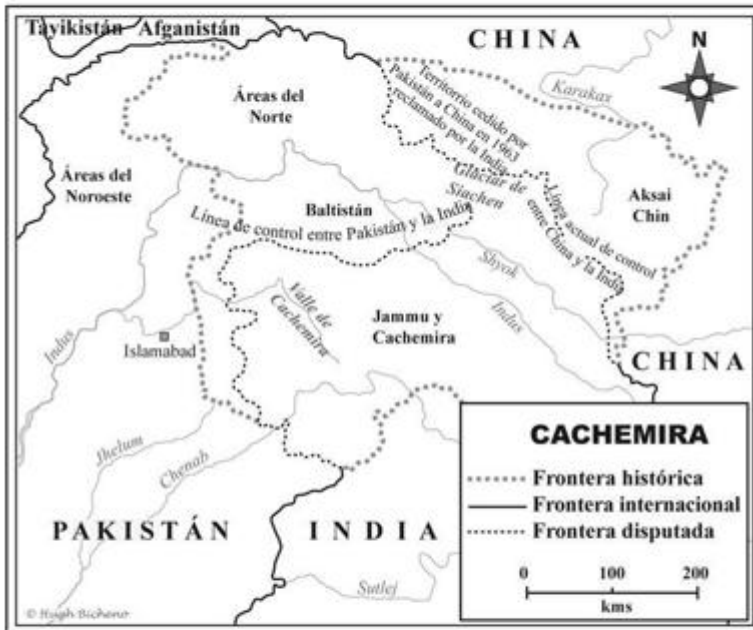 Tayikistán
Afganistán
CHINA
N
Karakax
Territorrio cedido por
Pakistán a China en 1963
reclamado por la India
Áreas del
Norte
Áreas del
Noroeste
Glaciar de
Siachen
Aksai
Chin
Baltistán
Línea de control entre Pakistán y la India
Línea actual de control
entre China y la India
Shyok
Indus
Valle de
Cachemira
Jammu y
Cachemira
Indus
Islamabad
CHINA
Jhelum
Chenab
PAKISTÁN
INDIA
Sutlej
CACHEMIRA
Frontera histórica
Frontera internacional
Frontera disputada
0 100 200
kms
© Hugh Bicheno